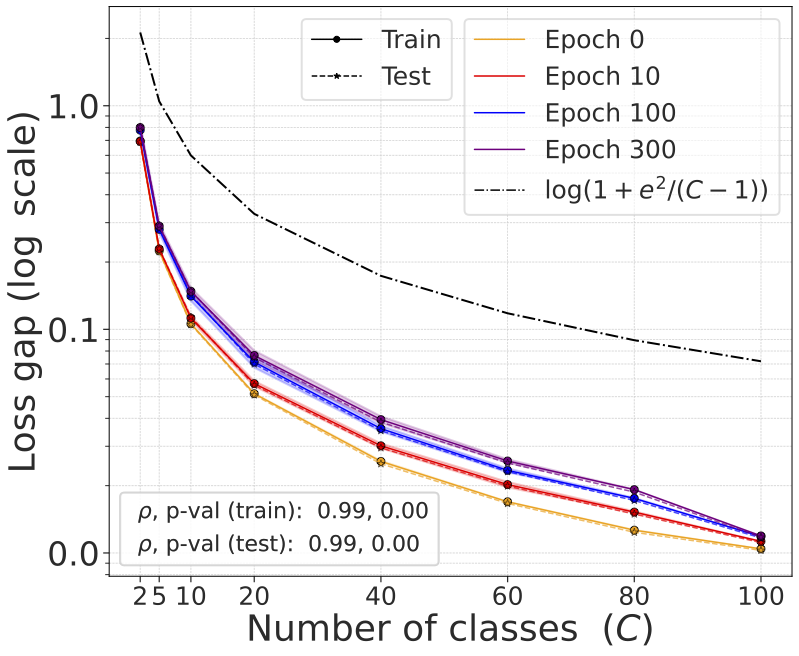 Train
Test
Epoch 0
Epoch 10
Epoch 100
Epoch 300
log(1 + e²/(C − 1))
Loss gap (log scale)
1.0
0.1
0.0
ρ, p-val (train): 0.99, 0.00
ρ, p-val (test): 0.99, 0.00
2 5 10 20 40 60 80 100
Number of classes (C)